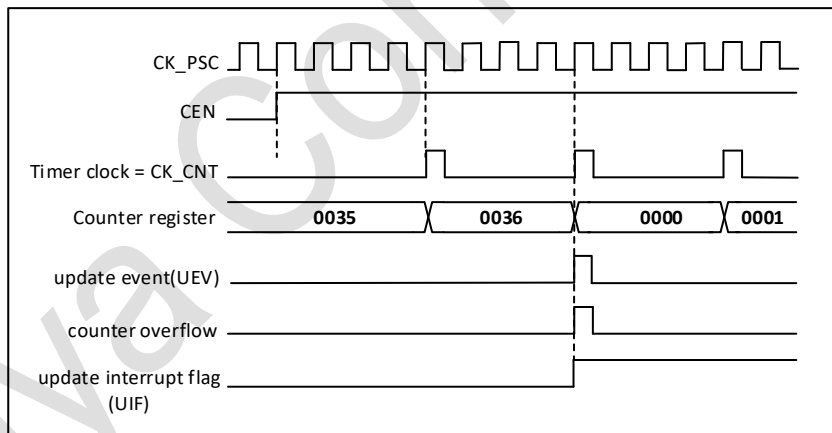 CK_PSC
CEN
Timer clock = CK_CNT
Counter register 0035 0036 0000 0001
update event(UEV)
counter overflow
update interrupt flag
(UIF)